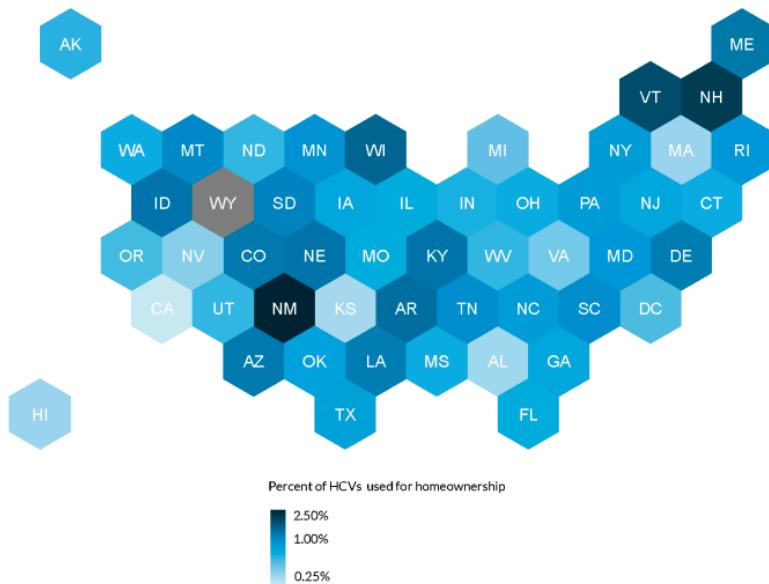 AK ME
VT NH
WA MT ND MN WI MI NY MA RI
ID WY SD IA IL IN OH PA NJ CT
OR NV CO NE MO KY WV VA MD DE
CA UT NM KS AR TN NC SC DC
AZ OK LA MS AL GA
HI TX FL
Percent of HCVs used for homeownership
2.50%
1.00%
0.25%